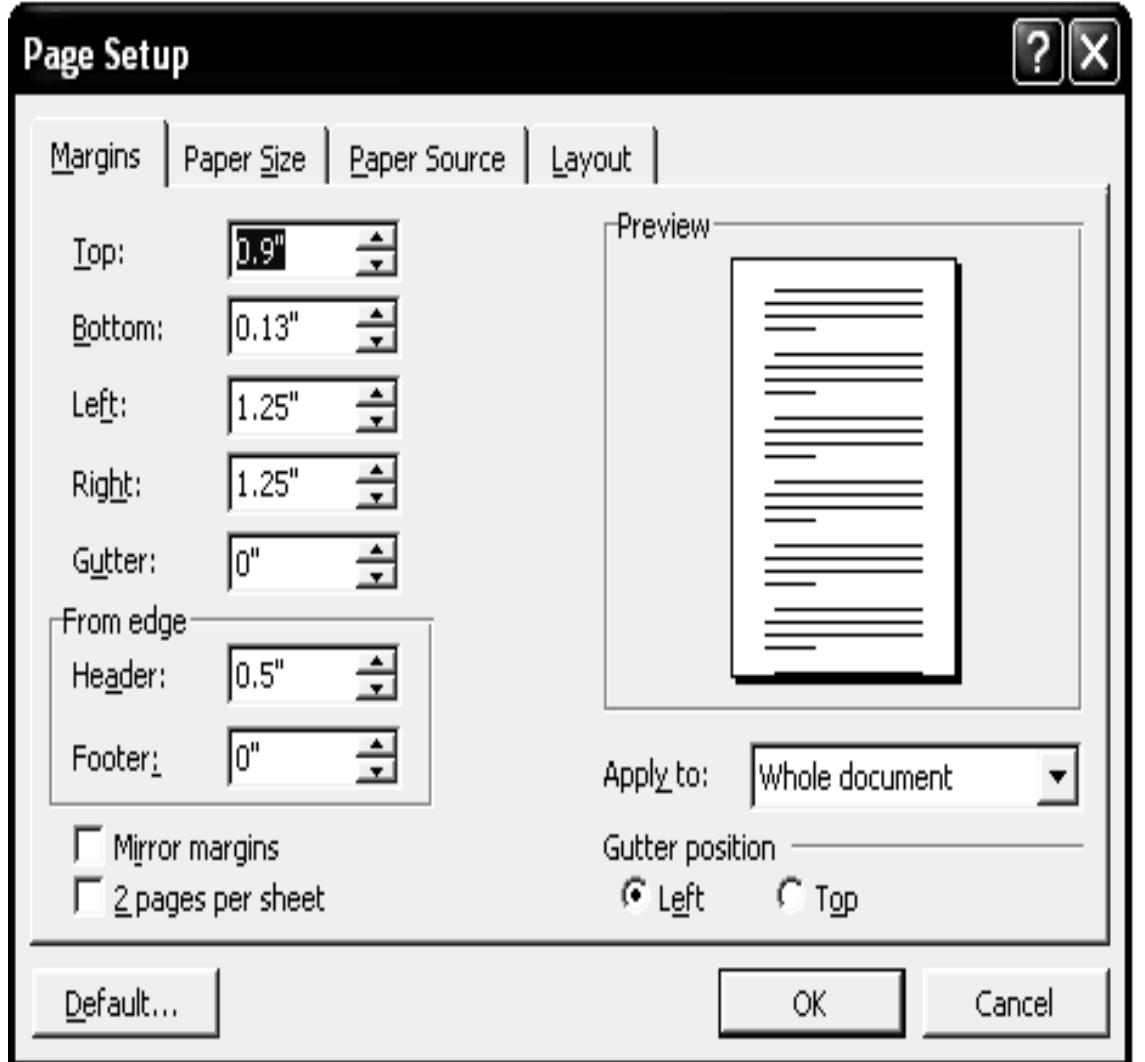 Page Setup
Margins Paper Size Paper Source Layout
Top: 0.9"
Bottom: 0.13"
Left: 1.25"
Right: 1.25"
Gutter: 0"
From edge
Header: 0.5"
Footer: 0"
Mirror margins
2 pages per sheet
Preview
Apply to: Whole document
Gutter position
Left Top
Default... OK Cancel